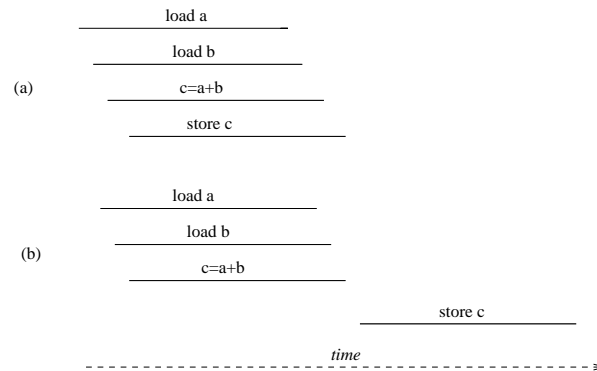 load a
load b
(a)
c=a+b
store c
load a
load b
(b)
c=a+b
store c
time